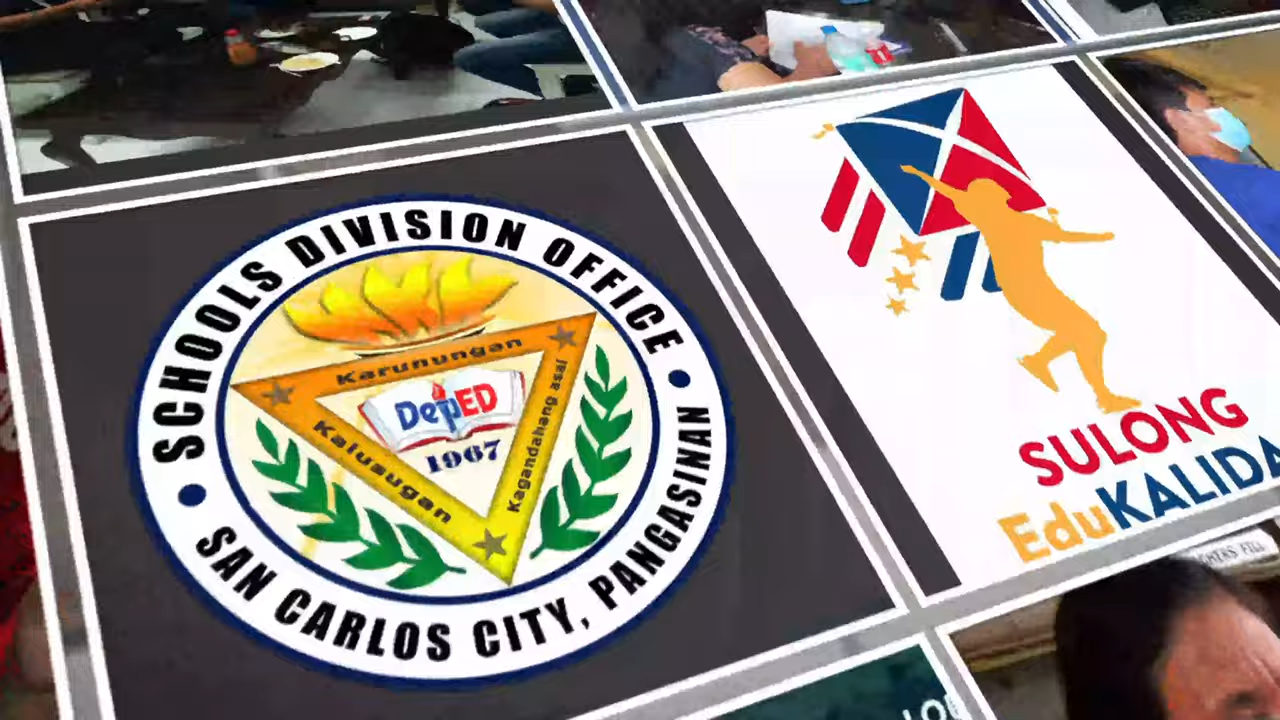 SCHOOLS DIVISION OFFICE
Karunungan
DepED
1967
Kalusugan
Kagandahang asal
SAN CARLOS CITY, PANGASINAN
SULONG
EduKALIDA